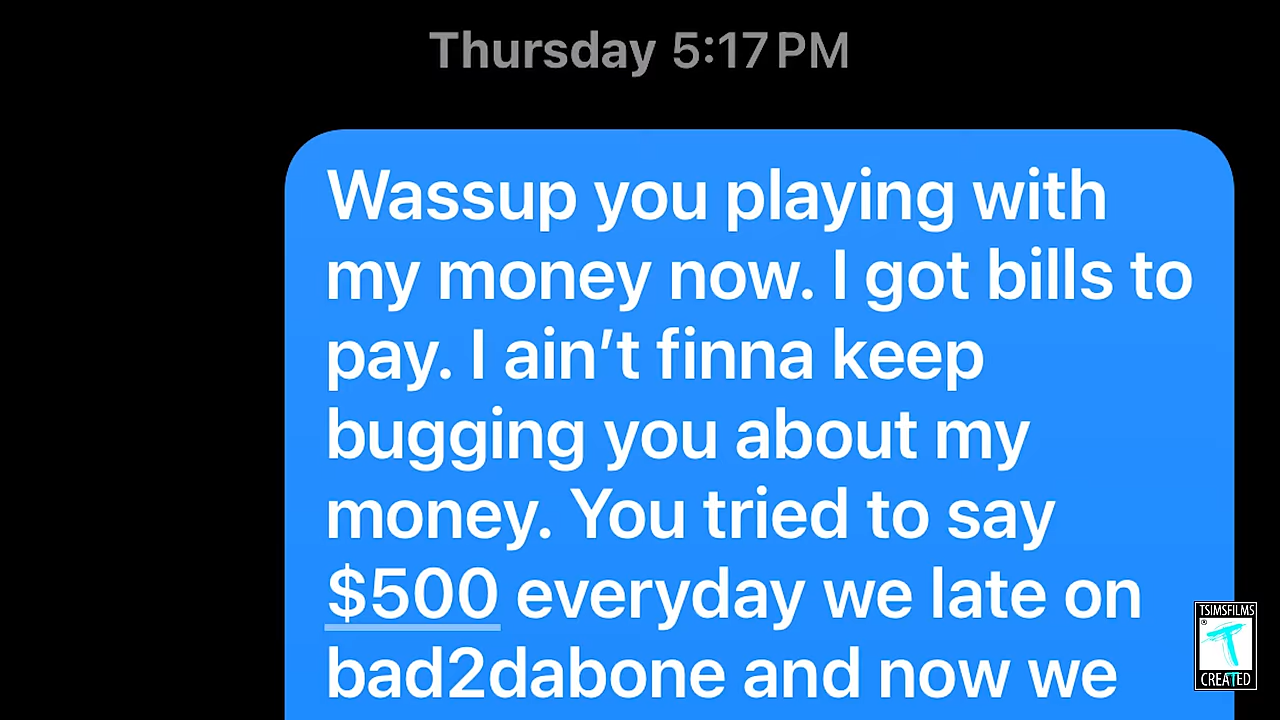 Thursday 5:17 PM
Wassup you playing with
my money now. I got bills to
pay. I ain’t finna keep
bugging you about my
money. You tried to say
$500 everyday we late on
bad2dabone and now we
TSIMSFILMS
®
T
CREATED